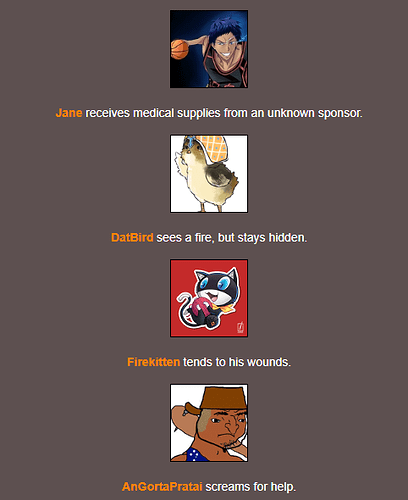 Jane receives medical supplies from an unknown sponsor.
DatBird sees a fire, but stays hidden.
Firekitten tends to his wounds.
AnGortaPratai screams for help.